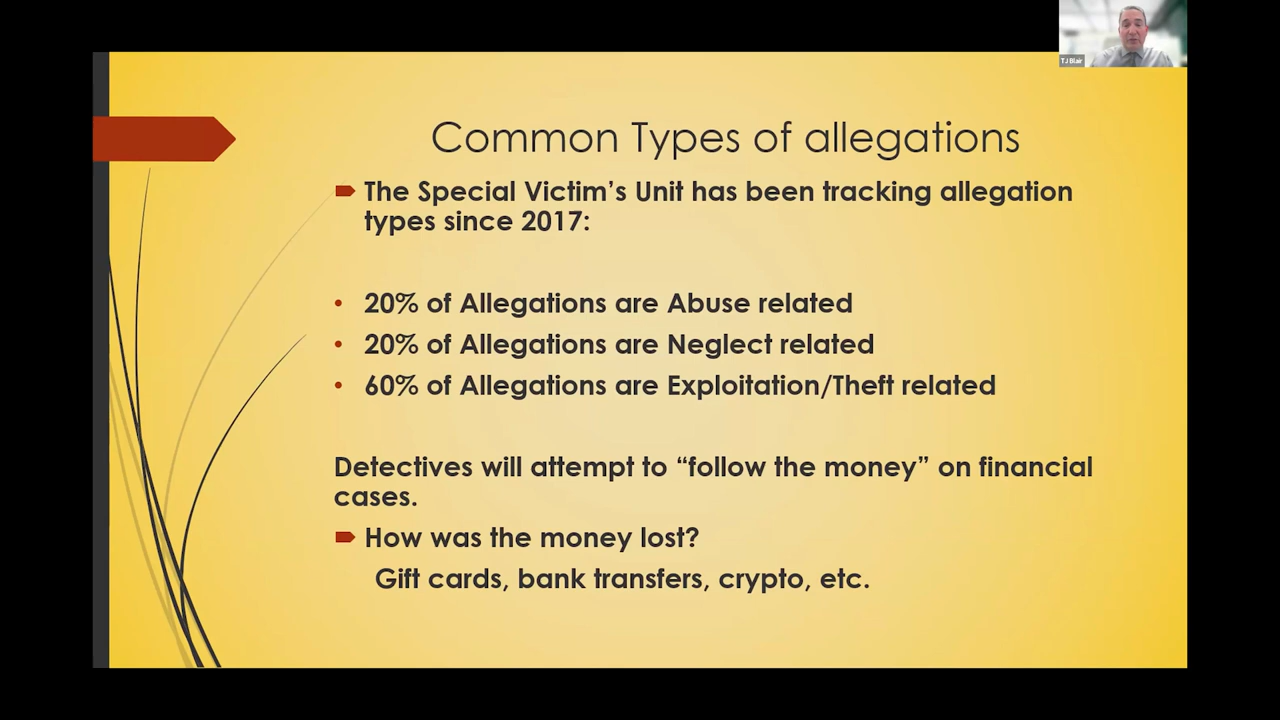 TJ Blair
Common Types of allegations
The Special Victim’s Unit has been tracking allegation
types since 2017:
20% of Allegations are Abuse related
20% of Allegations are Neglect related
60% of Allegations are Exploitation/Theft related
Detectives will attempt to “follow the money” on financial
cases.
How was the money lost?
Gift cards, bank transfers, crypto, etc.